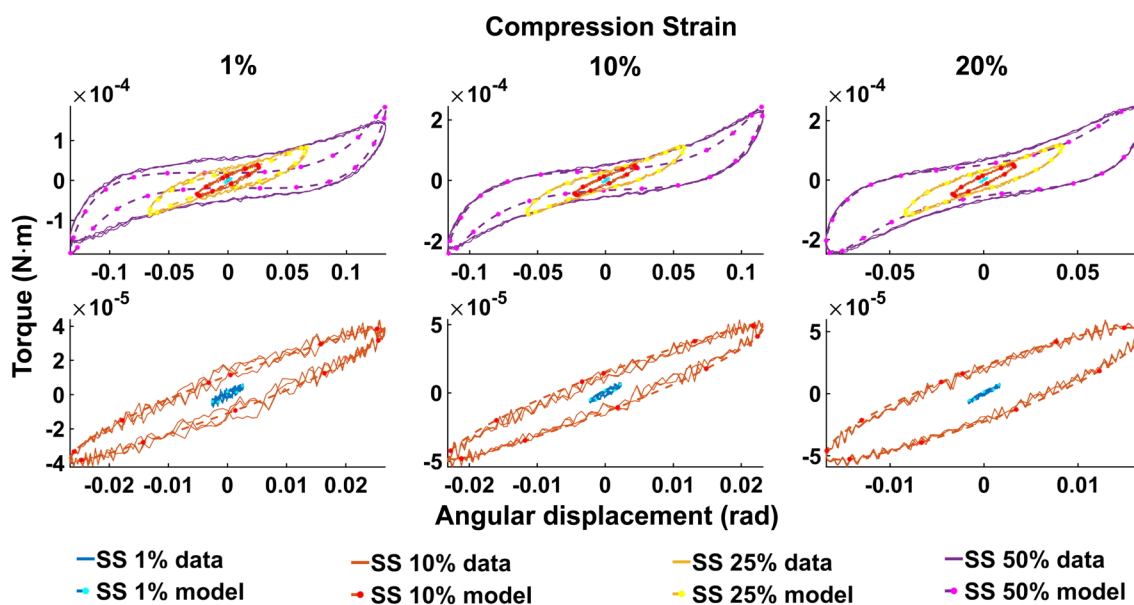 Compression Strain
1% 10% 20%
×10⁻⁴ ×10⁻⁴ ×10⁻⁴
1 2 2
0 0 0
-1 -2 -2
-0.1 -0.05 0 0.05 0.1 -0.1 -0.05 0 0.05 0.1 -0.05 0 0.05
×10⁻⁵ ×10⁻⁵ ×10⁻⁵
4 5 5
2
0 0 0
-2
-4 -5 -5
-0.02 -0.01 0 0.01 0.02 -0.02 -0.01 0 0.01 0.02 -0.01 0 0.01
Torque (N·m)
Angular displacement (rad)
SS 1% data SS 10% data SS 25% data SS 50% data
SS 1% model SS 10% model SS 25% model SS 50% model